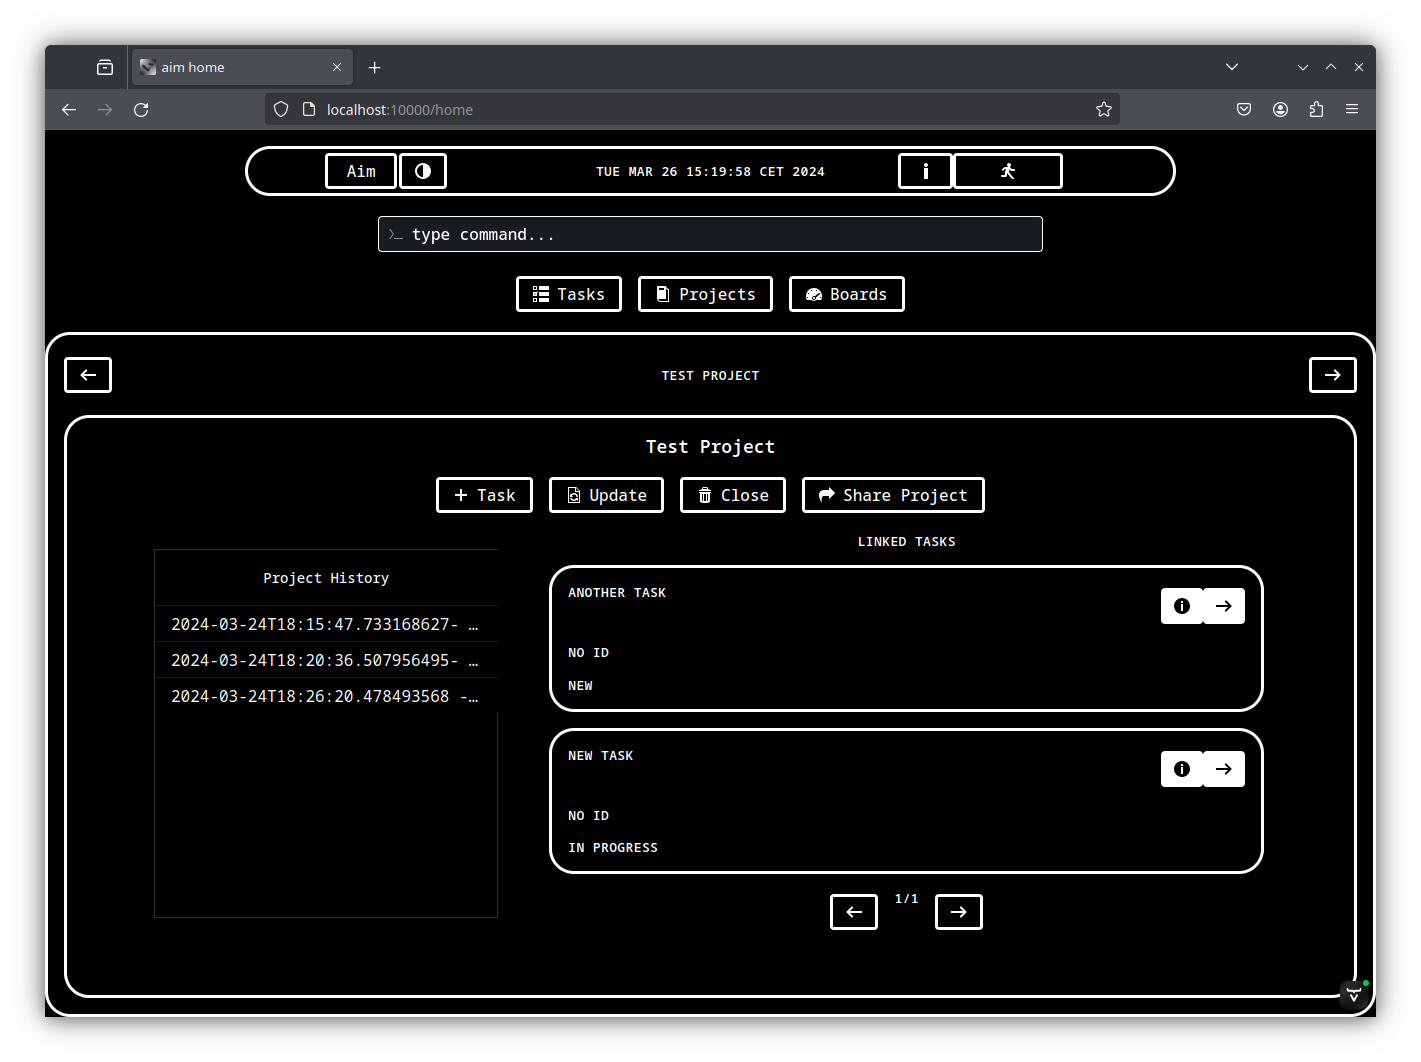 aim home
localhost:10000/home
Aim
TUE MAR 26 15:19:58 CET 2024
type command...
Tasks Projects Boards
TEST PROJECT
Test Project
Task Update Close Share Project
LINKED TASKS
Project History
2024-03-24T18:15:47.733168627- …
2024-03-24T18:20:36.507956495- …
2024-03-24T18:26:20.478493568 -…
ANOTHER TASK
NO ID
NEW
NEW TASK
NO ID
IN PROGRESS
1/1